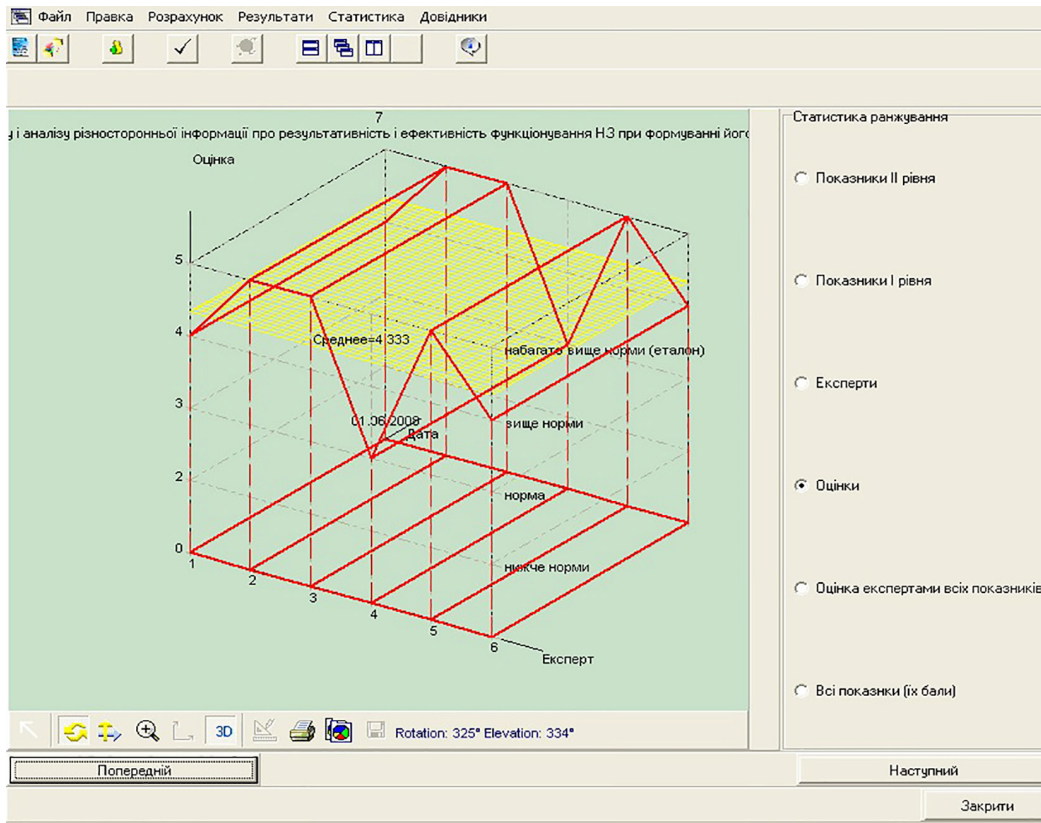 Файл Правка Розрахунок Результати Статистика Довідники
7
у і аналізу різносторонньої інформації про результативність і ефективність функціонування НЗ при формуванні його
Оцінка
5
4
3
2
0
Среднее=4,333
набагато вище норми (еталон)
вище норми
норма
нижче норми
01.06.2008
Дата
1
2
3
4
5
6
Експерт
Статистика ранжування
Показники II рівня
Показники I рівня
Експерти
Оцінки
Оцінка експертами всіх показників
Всі показнки (їх бали)
3D
Rotation: 325° Elevation: 334°
Попередній
Наступний
Закрити